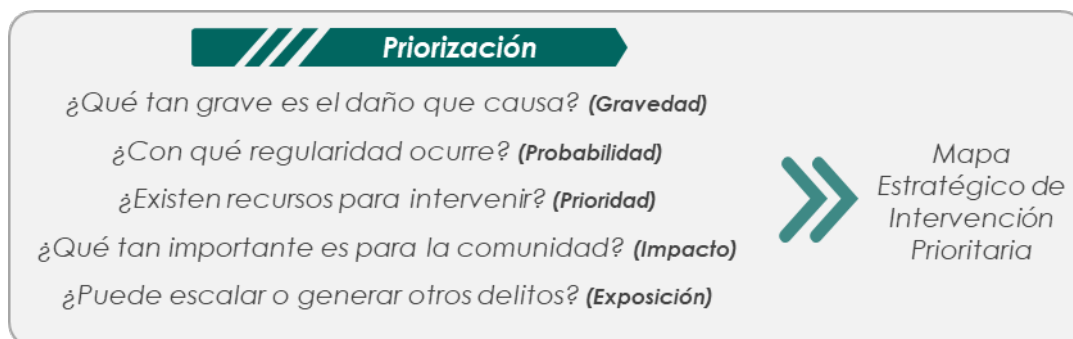 Priorización
¿Qué tan grave es el daño que causa? (Gravedad)
¿Con qué regularidad ocurre? (Probabilidad)
¿Existen recursos para intervenir? (Prioridad)
¿Qué tan importante es para la comunidad? (Impacto)
¿Puede escalar o generar otros delitos? (Exposición)
Mapa
Estratégico de
Intervención
Prioritaria